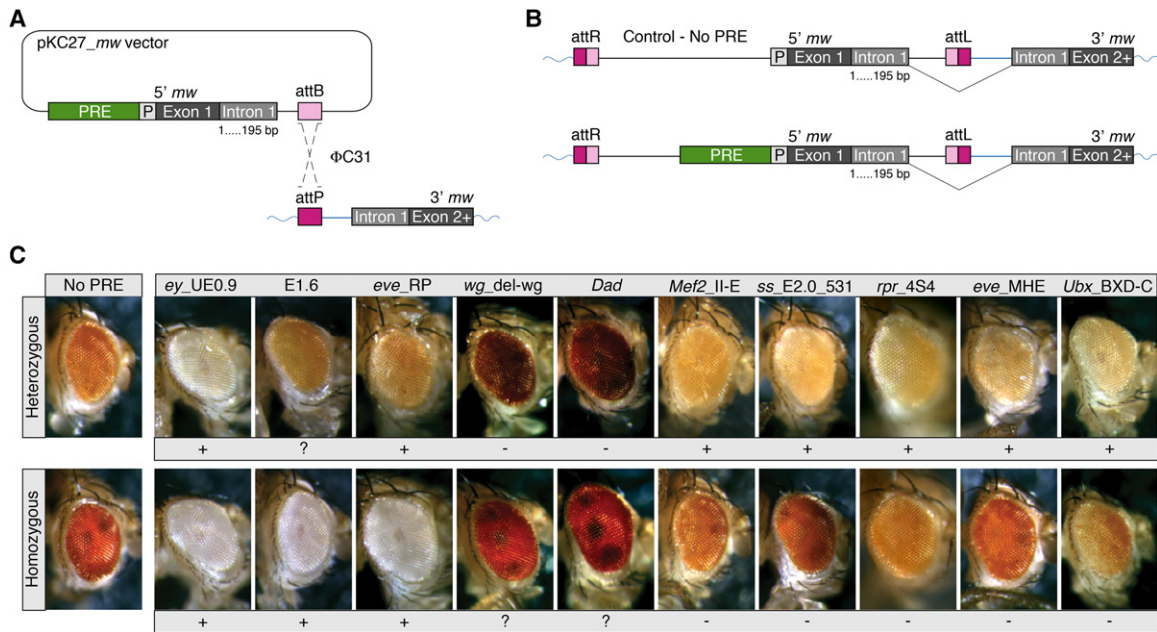 A
pKC27_mw vector
5' mw
attB
PRE
P
Exon 1
Intron 1
1.....195 bp
ΦC31
attP
3' mw
Intron 1
Exon 2+
B
attR
Control - No PRE
5' mw
attL
3' mw
P
Exon 1
Intron 1
Intron 1
Exon 2+
1.....195 bp
attR
5' mw
attL
3' mw
PRE
P
Exon 1
Intron 1
Intron 1
Exon 2+
1.....195 bp
C
No PRE
ey_UE0.9
E1.6
eve_RP
wg_del-wg
Dad
Mef2_II-E
ss_E2.0_531
rpr_4S4
eve_MHE
Ubx_BXD-C
Heterozygous
+ ? + - - + + + + +
Homozygous
+ + + ? ? - - - - -